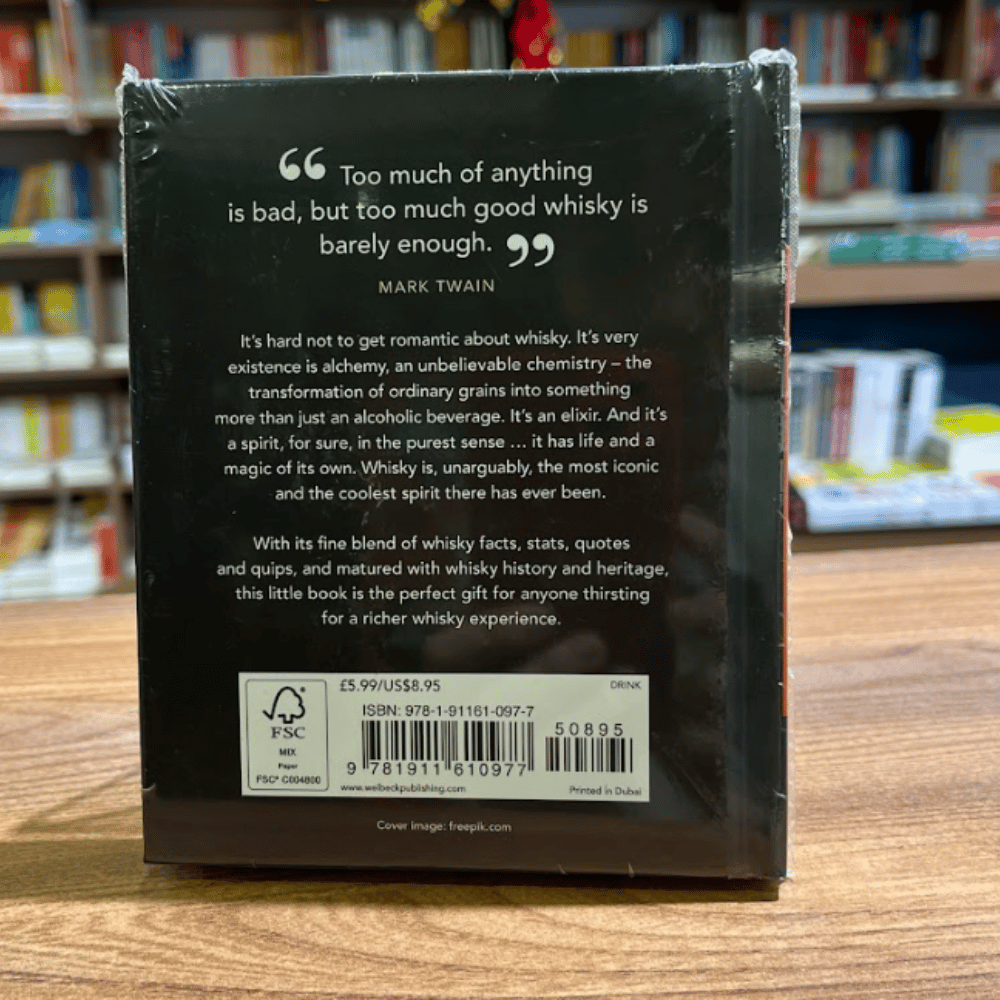 “ Too much of anything
is bad, but too much good whisky is
barely enough. ”
MARK TWAIN
It's hard not to get romantic about whisky. It's very
existence is alchemy, an unbelievable chemistry – the
transformation of ordinary grains into something
more than just an alcoholic beverage. It's an elixir. And it's
a spirit, for sure, in the purest sense ... it has life and a
magic of its own. Whisky is, unarguably, the most iconic
and the coolest spirit there has ever been.
With its fine blend of whisky facts, stats, quotes
and quips, and matured with whisky history and heritage,
this little book is the perfect gift for anyone thirsting
for a richer whisky experience.
£5.99/US$8.95
DRINK
ISBN: 978-1-91161-097-7
50895
9 781911 610977
FSC
MIX
Paper
FSC® C004800
www.welbeckpublishing.com
Printed in Dubai
Cover image: freepik.com